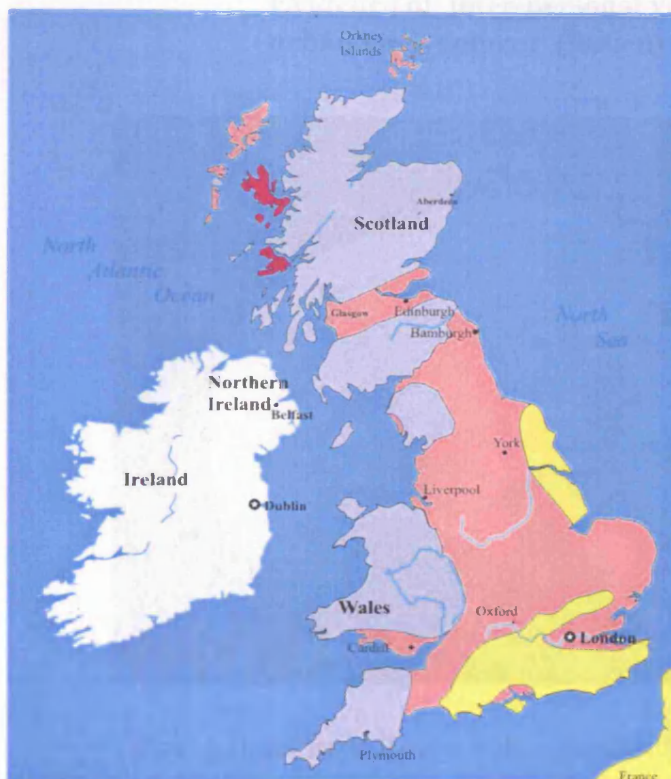 Orkney
Islands
Aberdeen
Scotland
North
Atlantic
Ocean
Glasgow
Edinburgh
Bamburgh
North
Sea
Northern
Ireland
Belfast
York
Ireland
Liverpool
Dublin
Wales
Oxford
London
Cardiff
Plymouth
France